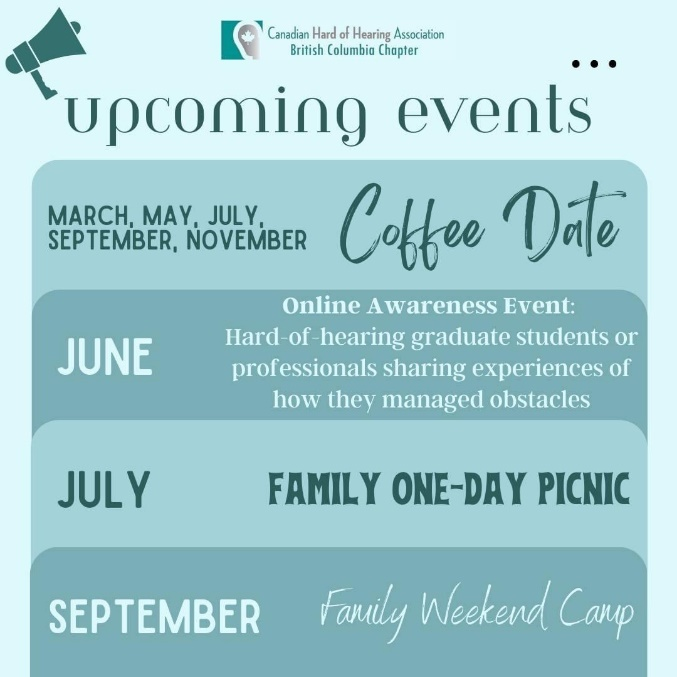 Canadian Hard of Hearing Association
British Columbia Chapter
...
upcoming events
MARCH, MAY, JULY,
SEPTEMBER, NOVEMBER
Coffee Date
JUNE
Online Awareness Event:
Hard-of-hearing graduate students or
professionals sharing experiences of
how they managed obstacles
JULY
FAMILY ONE-DAY PICNIC
SEPTEMBER
Family Weekend Camp